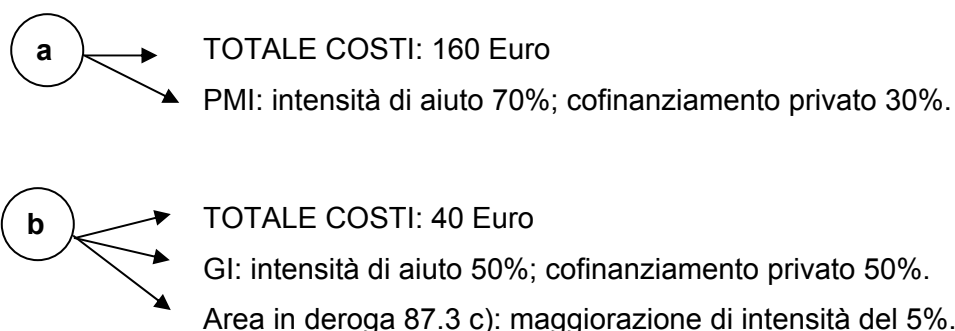 a
TOTALE COSTI: 160 Euro
PMI: intensità di aiuto 70%; cofinanziamento privato 30%.
b
TOTALE COSTI: 40 Euro
GI: intensità di aiuto 50%; cofinanziamento privato 50%.
Area in deroga 87.3 c): maggiorazione di intensità del 5%.